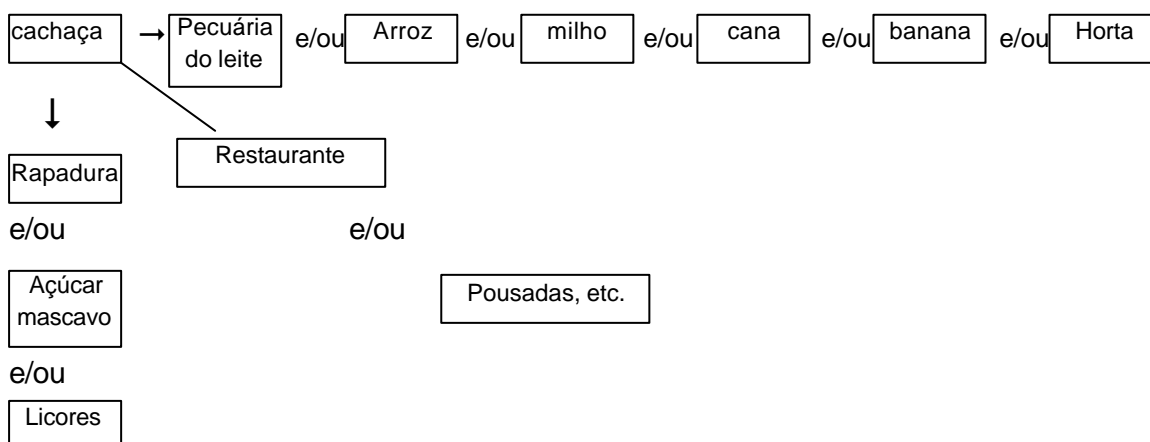 cachaça → Pecuária e/ou Arroz e/ou milho e/ou cana e/ou banana e/ou Horta
do leite
↓
Rapadura Restaurante
e/ou e/ou
Açúcar Pousadas, etc.
mascavo
e/ou
Licores